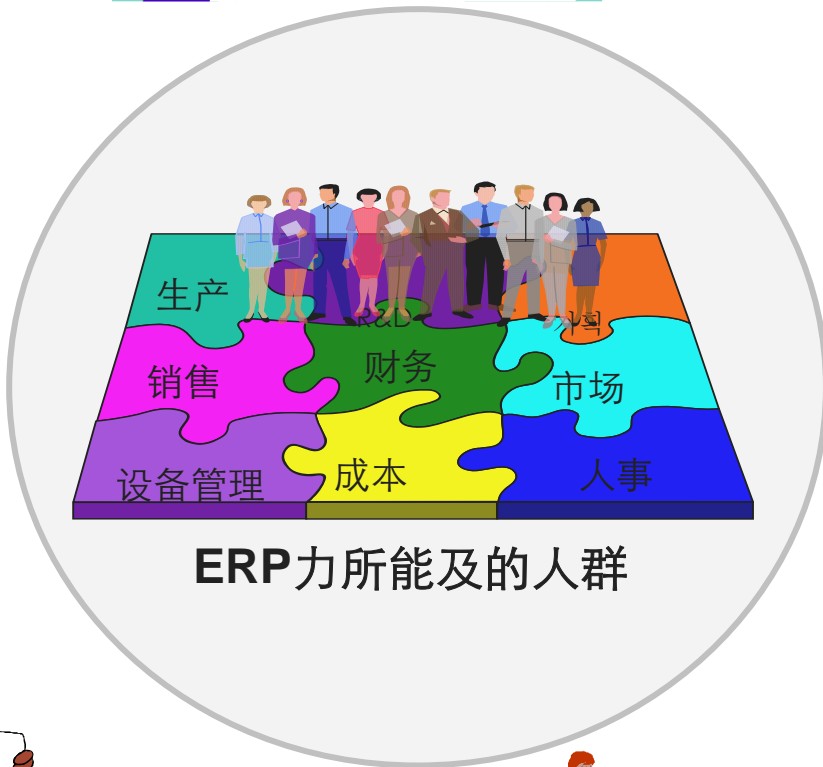 生产
R&D
销售
财务
市场
设备管理
成本
人事
ERP力所能及的人群